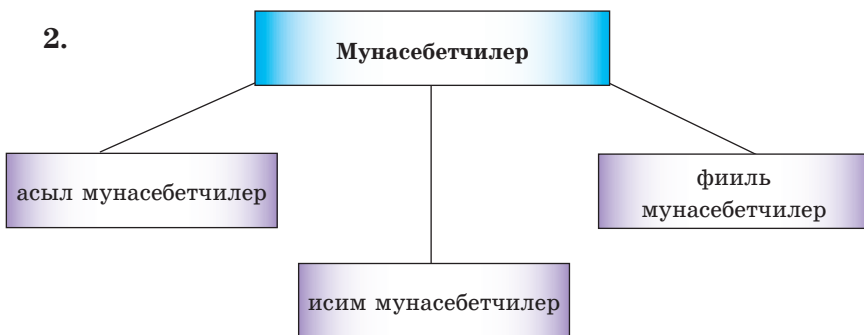 2.
Мунасебетчилер
асыл мунасебетчилер
фииль
мунасебетчилер
исим мунасебетчилер